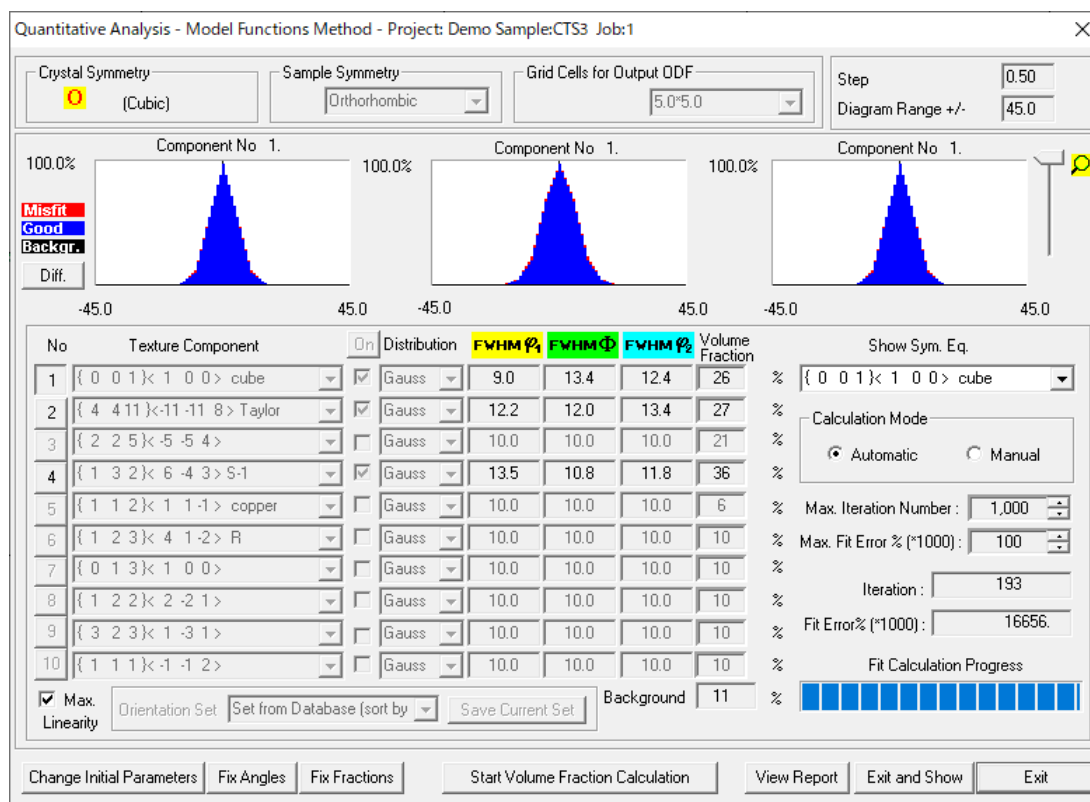 Quantitative Analysis - Model Functions Method - Project: Demo Sample:CTS3 Job:1
Crystal Symmetry
O (Cubic)
Sample Symmetry
Orthorhombic
Grid Cells for Output ODF
5.0*5.0
Step 0.50
Diagram Range +/- 45.0
Component No 1. Component No 1. Component No 1.
100.0% 100.0% 100.0%
Misfit
Good
Backgr.
Diff.
-45.0 45.0 -45.0 45.0 -45.0 45.0
No Texture Component On Distribution FWHM φ1 FWHM Φ FWHM φ2 Volume Fraction
1 { 0 0 1}< 1 0 0> cube Gauss 9.0 13.4 12.4 26 %
2 { 4 4 11 }<-11 -11 8> Taylor Gauss 12.2 12.0 13.4 27 %
3 { 2 2 5}< -5 -5 4> Gauss 10.0 10.0 10.0 21 %
4 { 1 3 2}< 6 -4 3> S-1 Gauss 13.5 10.8 11.8 36 %
5 { 1 1 2}< 1 1 -1> copper Gauss 10.0 10.0 10.0 6 %
6 { 1 2 3}< 4 1 -2> R Gauss 10.0 10.0 10.0 10 %
7 { 0 1 3}< 1 0 0> Gauss 10.0 10.0 10.0 10 %
8 { 1 2 2}< 2 -2 1> Gauss 10.0 10.0 10.0 10 %
9 { 3 2 3}< 1 -3 1> Gauss 10.0 10.0 10.0 10 %
10 { 1 1 1}< -1 -1 2> Gauss 10.0 10.0 10.0 10 %
Max. Linearity
Orientation Set Set from Database (sort by Save Current Set
Background 11 %
Show Sym. Eq.
{ 0 0 1}< 1 0 0> cube
Calculation Mode
Automatic Manual
Max. Iteration Number : 1,000
Max. Fit Error % (*1000) : 100
Iteration : 193
Fit Error% (*1000) : 16656.
Fit Calculation Progress
Change Initial Parameters Fix Angles Fix Fractions Start Volume Fraction Calculation View Report Exit and Show Exit